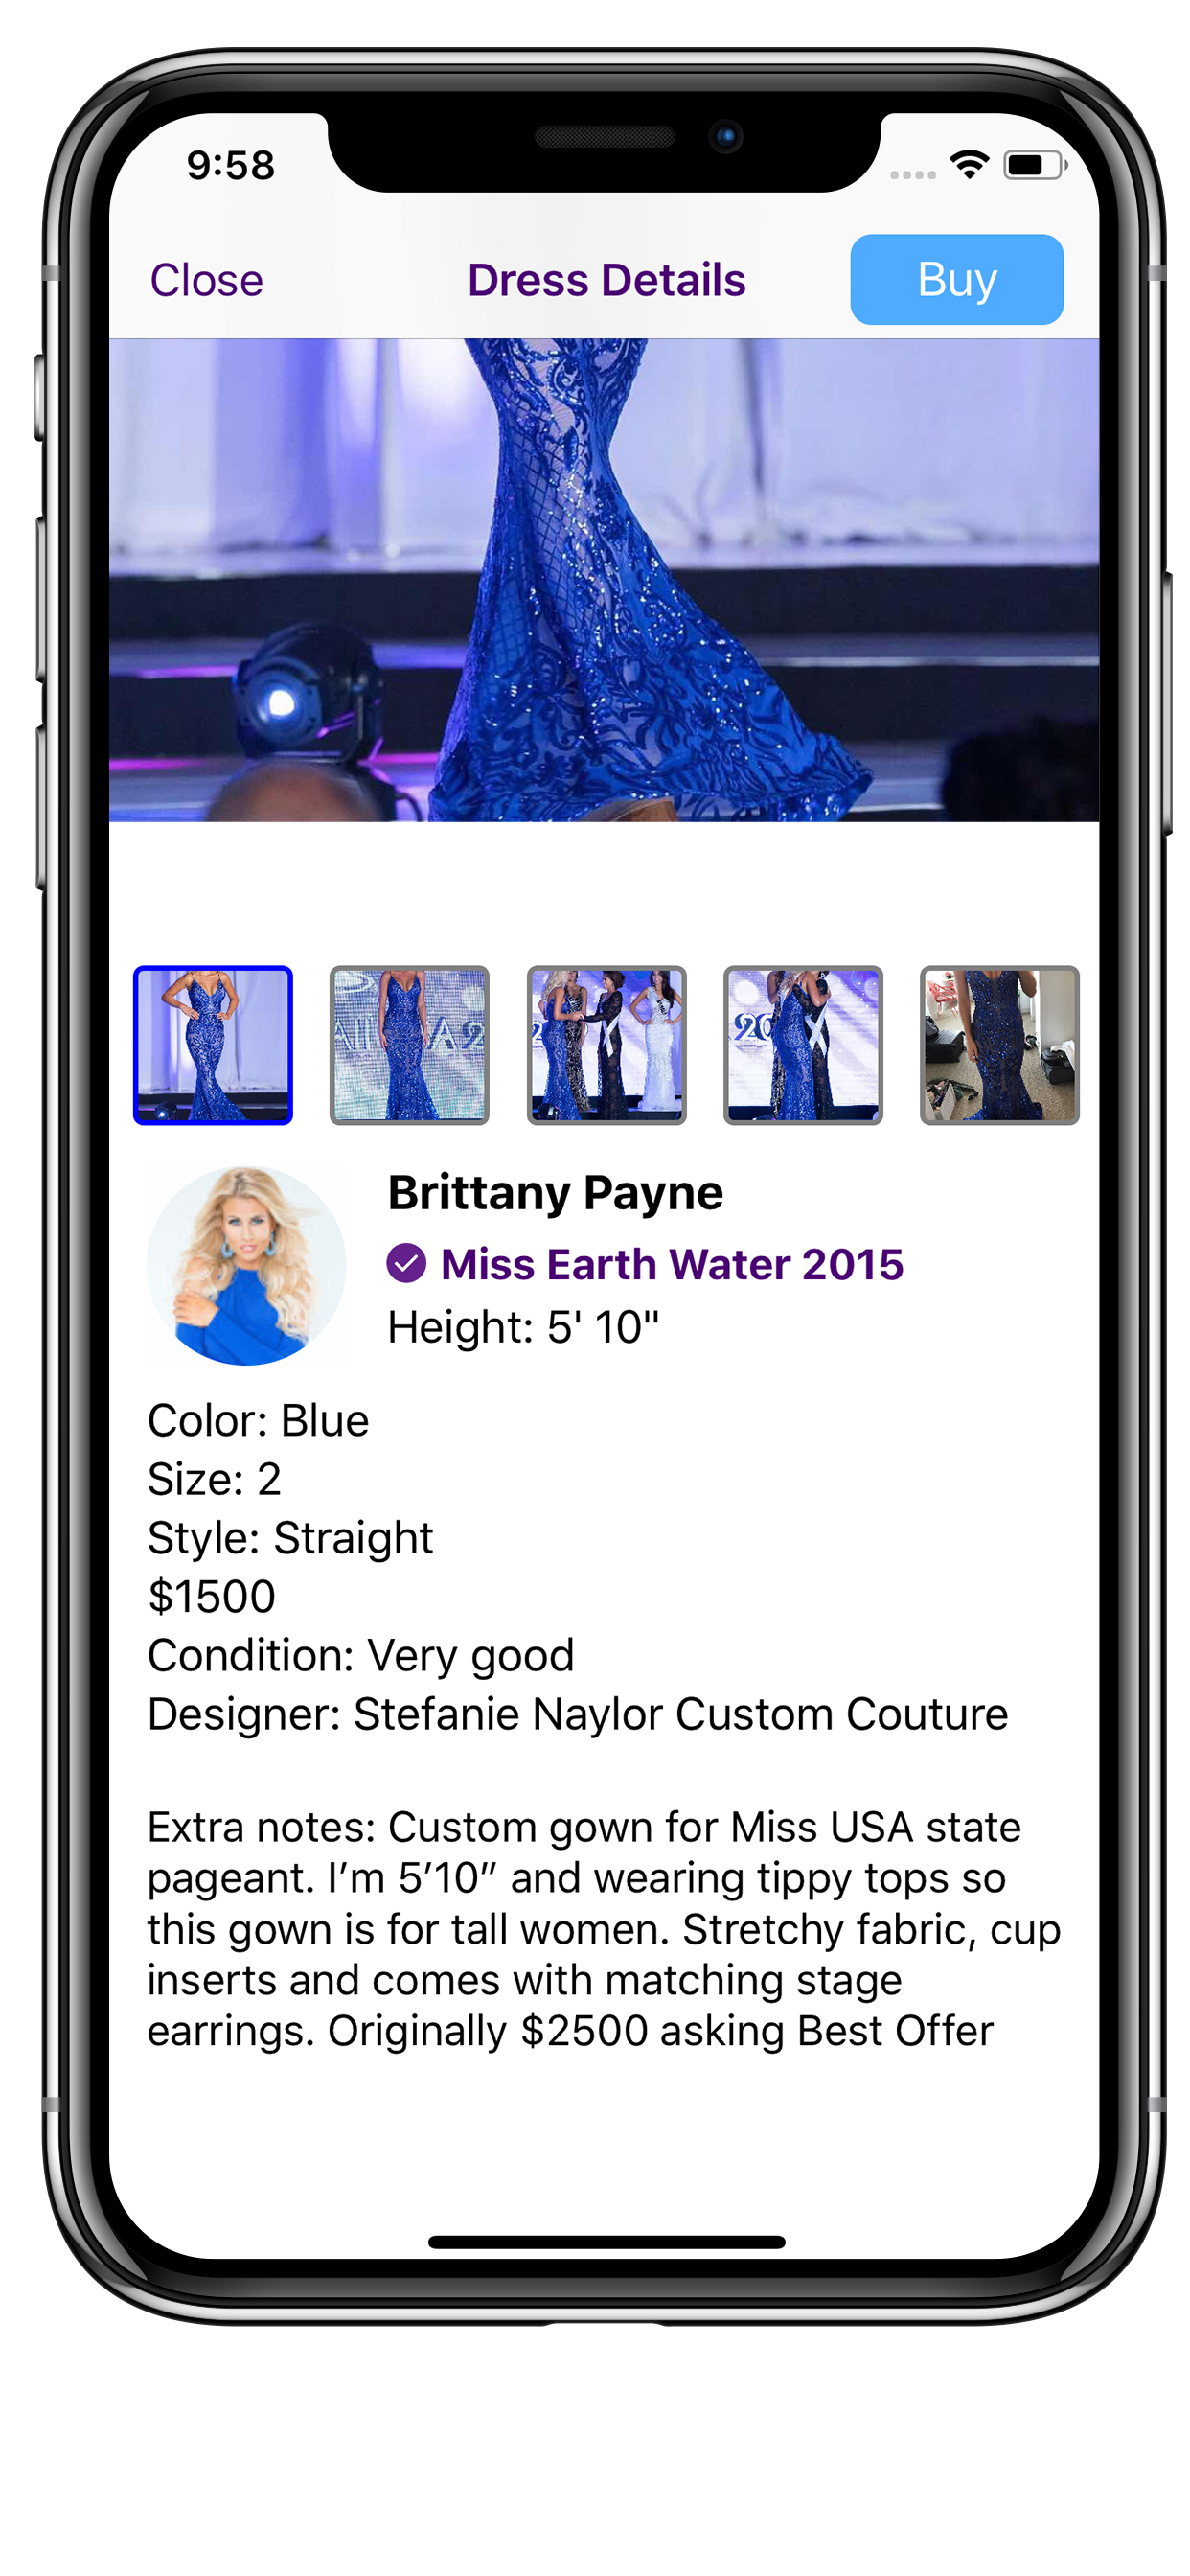 9:58
Close
Dress Details
Buy
Brittany Payne
Miss Earth Water 2015
Height: 5' 10"
Color: Blue
Size: 2
Style: Straight
$1500
Condition: Very good
Designer: Stefanie Naylor Custom Couture
Extra notes: Custom gown for Miss USA state
pageant. I’m 5’10” and wearing tippy tops so
this gown is for tall women. Stretchy fabric, cup
inserts and comes with matching stage
earrings. Originally $2500 asking Best Offer